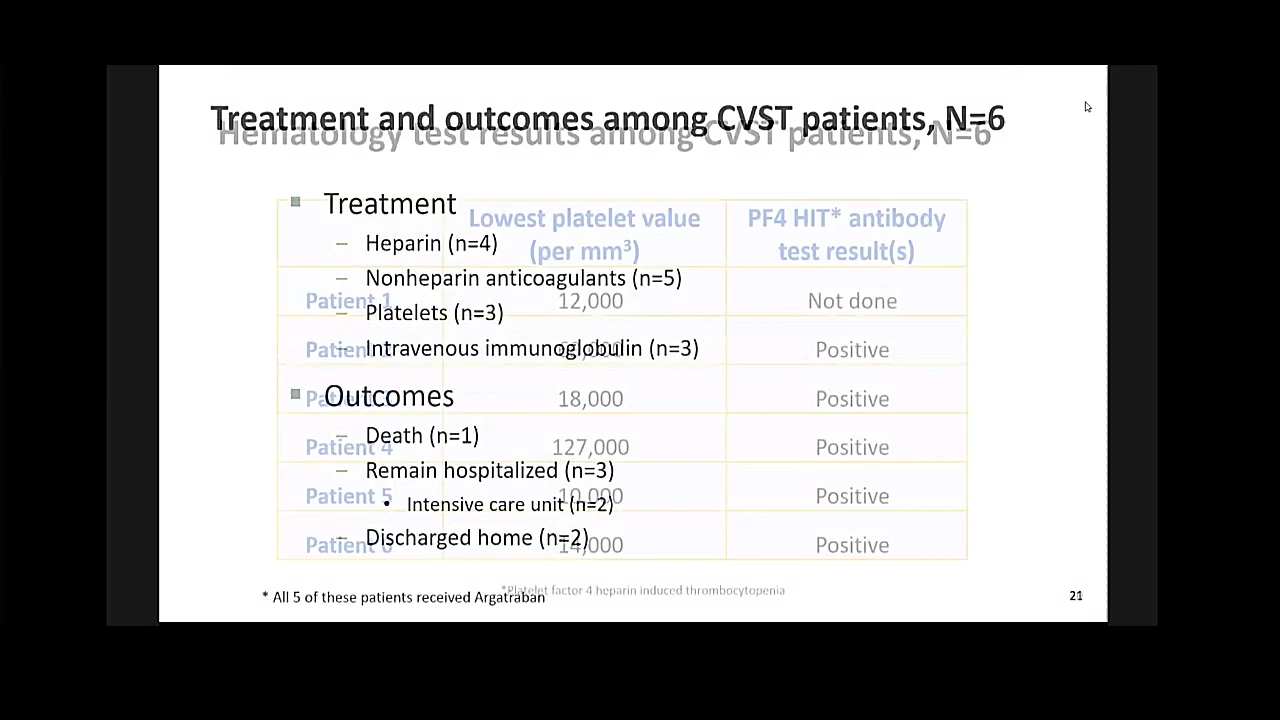 Treatment and outcomes among CVST patients, N=6
Hematology test results among CVST patients, N=6
Treatment
Heparin (n=4)
Nonheparin anticoagulants (n=5)
Platelets (n=3)
Intravenous immunoglobulin (n=3)
Outcomes
Death (n=1)
Remain hospitalized (n=3)
Intensive care unit (n=2)
Discharged home (n=2)
* All 5 of these patients received Argatraban
21
Lowest platelet value
(per mm³)
PF4 HIT* antibody
test result(s)
Patient 1 12,000 Not done
Patient Positive
18,000 Positive
Patient 4 127,000 Positive
Patient 5 10,000 Positive
Patient 6 14,000 Positive
*Platelet factor 4 heparin induced thrombocytopenia